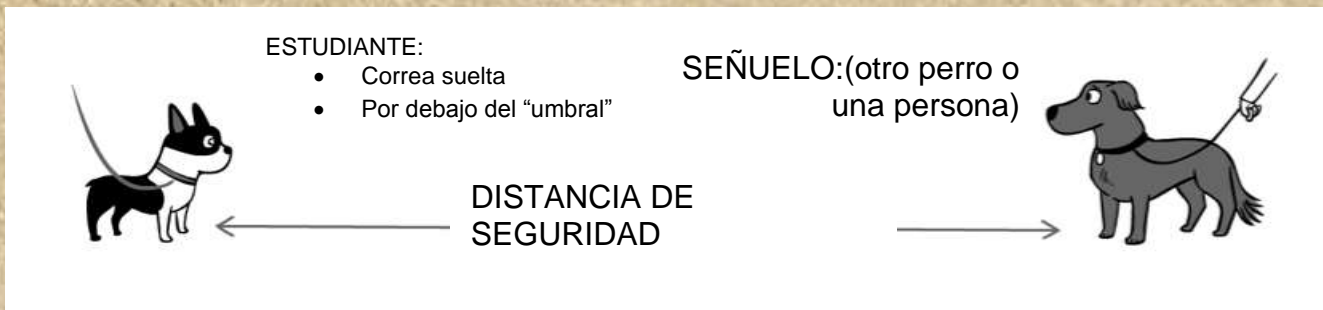 ESTUDIANTE:
• Correa suelta
• Por debajo del “umbral”
SEÑUELO:(otro perro o
una persona)
DISTANCIA DE
SEGURIDAD